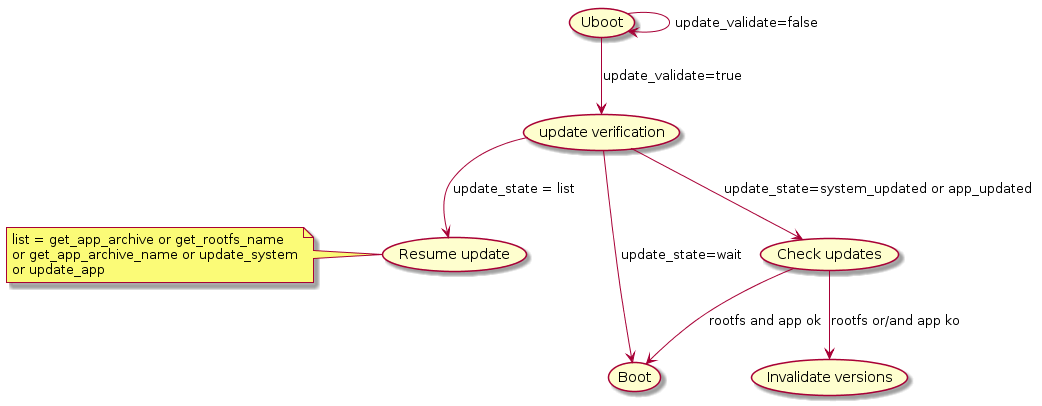 Uboot
update_validate=false
update_validate=true
update verification
update_state = list
update_state=system_updated or app_updated
list = get_app_archive or get_rootfs_name
or get_app_archive_name or update_system
or update_app
Resume update
update_state=wait
Check updates
rootfs and app ok
rootfs or/and app ko
Boot
Invalidate versions